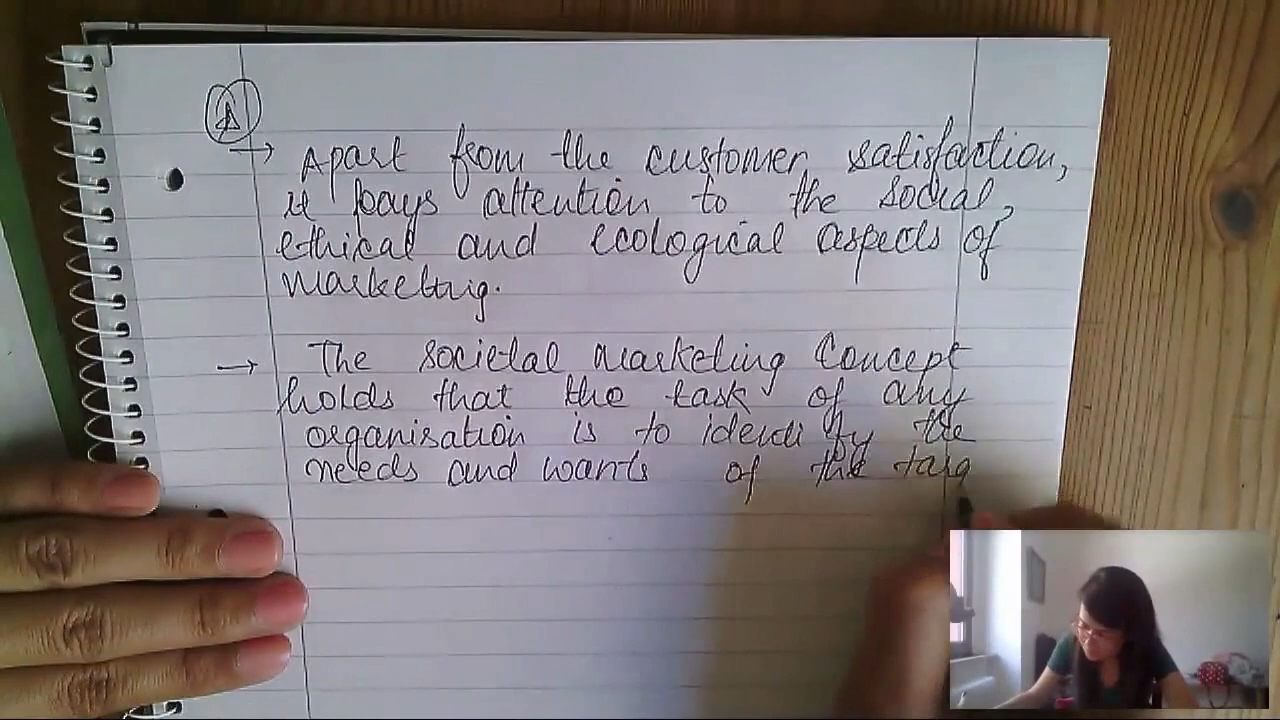 A
→ Apart from the customer satisfaction,
it pays attention to the social,
ethical and ecological aspects of
marketing.
→ The societal marketing Concept
holds that the task of any
organisation is to identify the
needs and wants of the targ